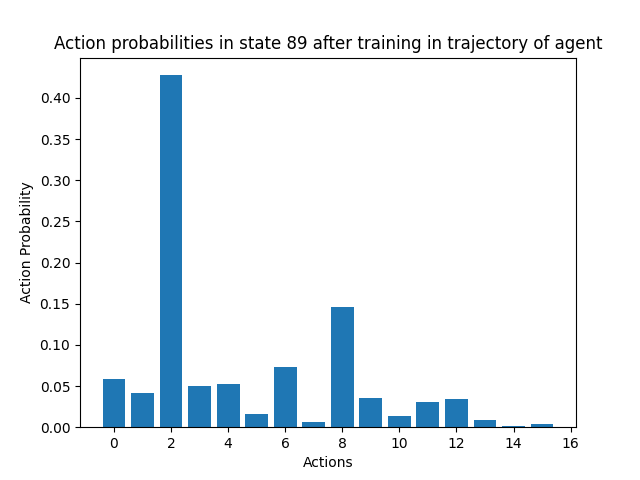 Action probabilities in state 89 after training in trajectory of agent
0.40
0.35
0.30
0.25
0.20
0.15
0.10
0.05
0.00
Action Probability
0 2 4 6 8 10 12 14 16
Actions